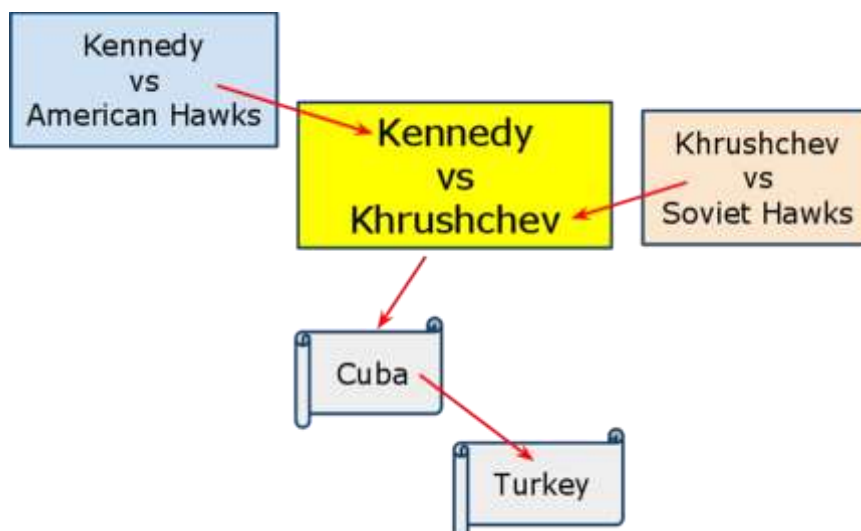 Kennedy
vs
American Hawks
Kennedy
vs
Khrushchev
Khrushchev
vs
Soviet Hawks
Cuba
Turkey